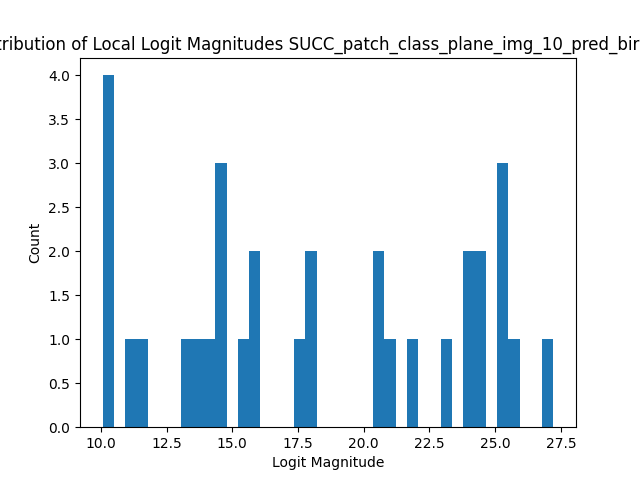 tribution of Local Logit Magnitudes SUCC_patch_class_plane_img_10_pred_bir
4.0
3.5
3.0
2.5
2.0
1.5
1.0
0.5
0.0
Count
10.0 12.5 15.0 17.5 20.0 22.5 25.0 27.5
Logit Magnitude